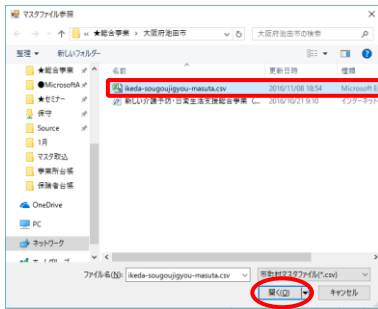 マスタファイル参照
« ★総合事業 › 大阪府池田市
大阪府池田市の検索
整理 ▼ 新しいフォルダー
名前 更新日時 種類
★総合事業
●MicrosoftA
★セミナー
保守
Source
1月
マスタ取込
事業所台帳
保険者台帳
OneDrive
PC
ネットワーク
ikeda-sougoujigyou-masuta.csv 2016/11/08 18:54 Microsoft E
新しい介護予防・日常生活支援総合事業 (... 2016/10/21 9:10 インターネット
ファイル名(N): ikeda-sougoujigyou-masuta.csv 市町村マスタファイル(*.csv)
開く(O) キャンセル